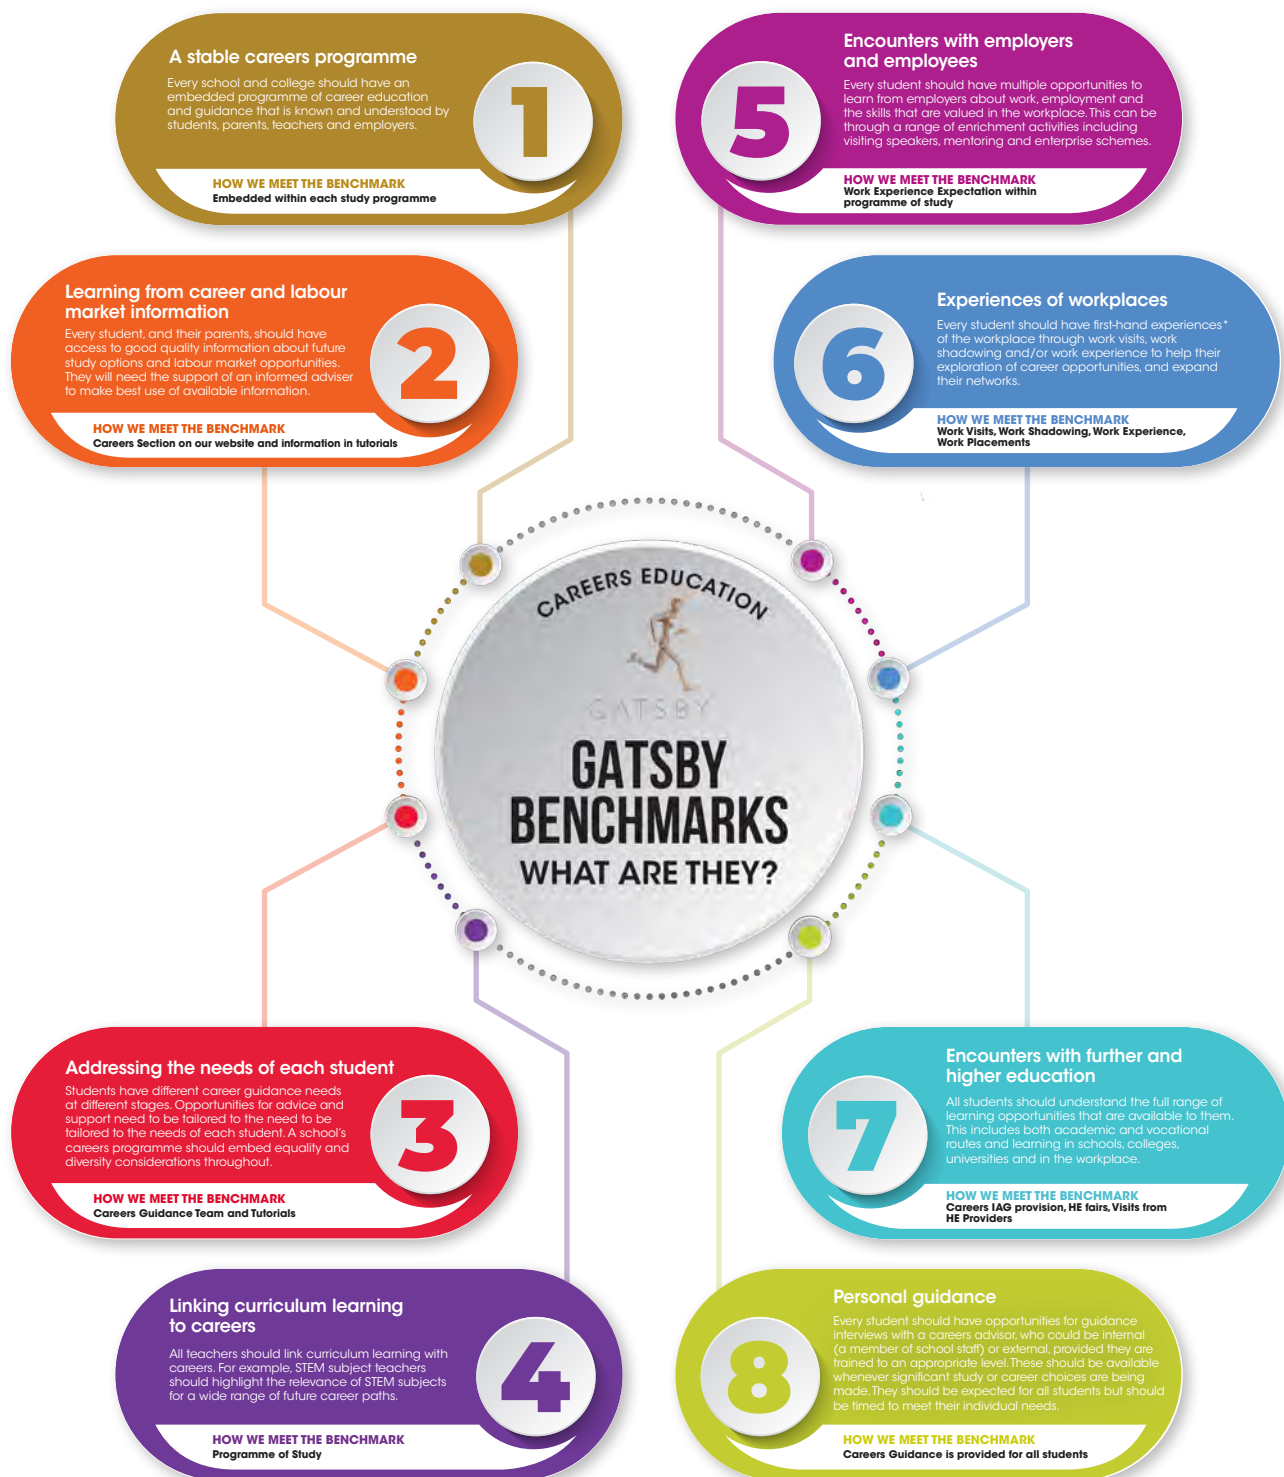 A stable careers programme
Every school and college should have an
embedded programme of career education
and guidance that is known and understood by
students, parents, teachers and employers.
1
HOW WE MEET THE BENCHMARK
Embedded within each study programme
Learning from career and labour
market information
Every student, and their parents, should have
access to good quality information about future
study options and labour market opportunities.
They will need the support of an informed adviser
to make best use of available information.
2
HOW WE MEET THE BENCHMARK
Careers Section on our website and information in tutorials
Addressing the needs of each student
Students have different career guidance needs
at different stages. Opportunities for advice and
support need to be tailored to the need to be
tailored to the needs of each student. A school's
careers programme should embed equality and
diversity considerations throughout.
3
HOW WE MEET THE BENCHMARK
Careers Guidance Team and Tutorials
Linking curriculum learning
to careers
All teachers should link curriculum learning with
careers. For example, STEM subject teachers
should highlight the relevance of STEM subjects
for a wide range of future career paths.
4
HOW WE MEET THE BENCHMARK
Programme of Study
CAREERS EDUCATION
GATSBY
GATSBY
BENCHMARKS
WHAT ARE THEY?
Encounters with employers
and employees
Every student should have multiple opportunities to
learn from employers about work, employment and
the skills that are valued in the workplace. This can be
through a range of enrichment activities including
visiting speakers, mentoring and enterprise schemes.
5
HOW WE MEET THE BENCHMARK
Work Experience Expectation within
programme of study
Experiences of workplaces
Every student should have first-hand experiences*
of the workplace through work visits, work
shadowing and/or work experience to help their
exploration of career opportunities, and expand
their networks.
6
HOW WE MEET THE BENCHMARK
Work Visits, Work Shadowing, Work Experience,
Work Placements
Encounters with further and
higher education
All students should understand the full range of
learning opportunities that are available to them.
This includes both academic and vocational
routes and learning in schools, colleges,
universities and in the workplace.
7
HOW WE MEET THE BENCHMARK
Careers IAG provision, HE fairs, Visits from
HE Providers
Personal guidance
Every student should have opportunities for guidance
interviews with a careers advisor, who could be internal
(a member of school staff) or external, provided they are
trained to an appropriate level. These should be available
whenever significant study or career choices are being
made. They should be expected for all students but should
be timed to meet their individual needs.
8
HOW WE MEET THE BENCHMARK
Careers Guidance is provided for all students